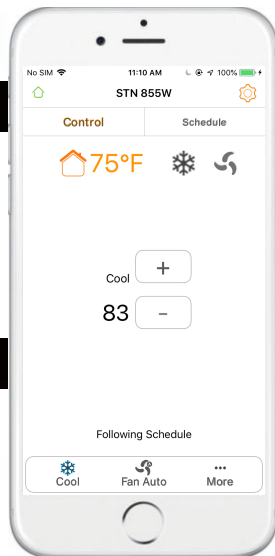 No SIM 11:10 AM 100%
STN 855W
Control Schedule
75°F
+
Cool
83 -
Following Schedule
Cool Fan Auto More